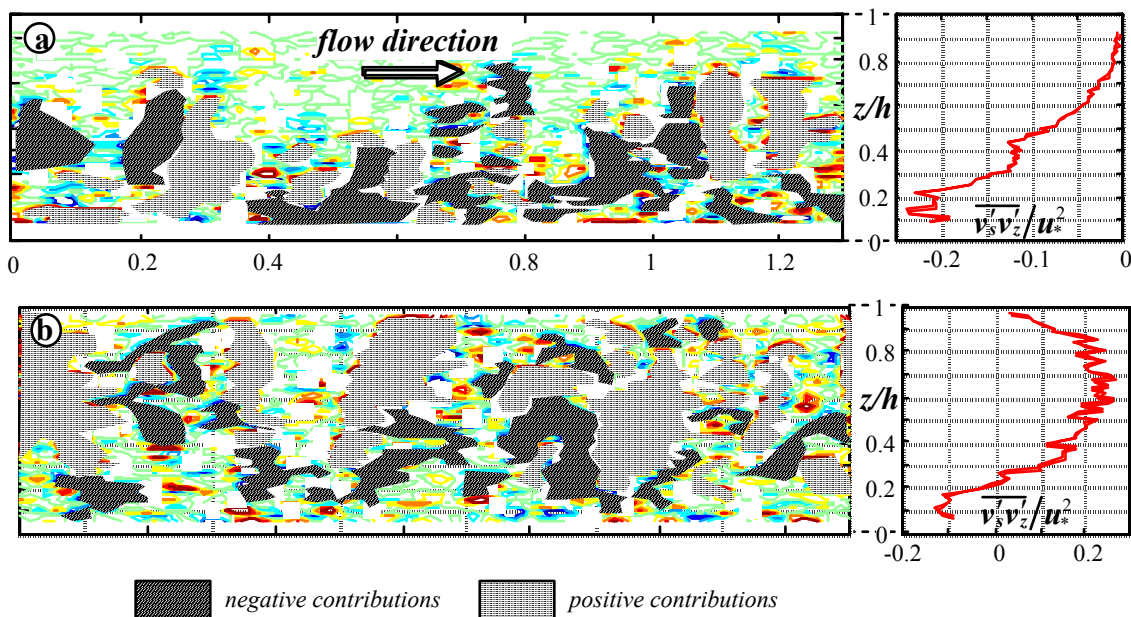 a
flow direction
0 0.2 0.4 0.6 0.8 1 1.2
1
0.8
z/h
0.6
0.4
0.2
0
v's v'z / u*²
-0.2 -0.1 0
b
1
0.8
z/h
0.6
0.4
0.2
0
v's v'z / u*²
-0.2 0 0.2
negative contributions
positive contributions